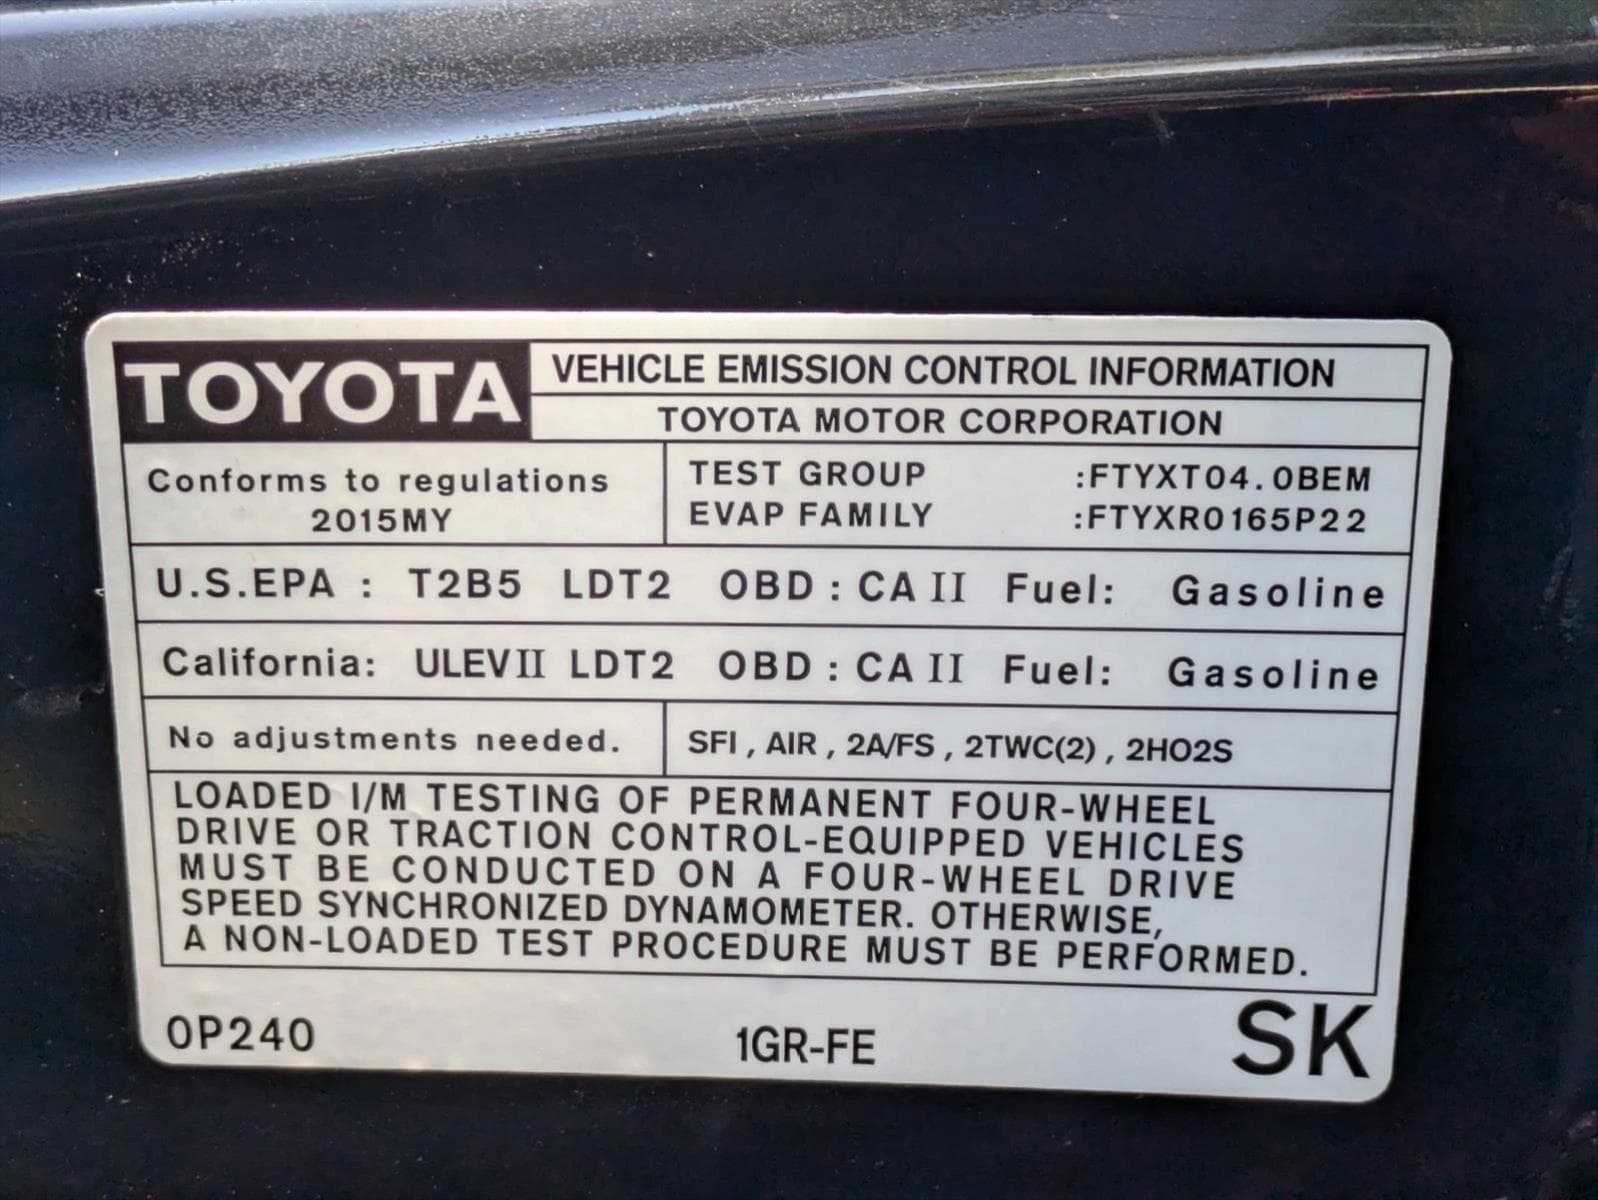 TOYOTA
VEHICLE EMISSION CONTROL INFORMATION
TOYOTA MOTOR CORPORATION
Conforms to regulations
2015MY
TEST GROUP :FTYXT04.0BEM
EVAP FAMILY :FTYXR0165P22
U.S.EPA : T2B5 LDT2 OBD : CA II Fuel: Gasoline
California: ULEV II LDT2 OBD : CA II Fuel: Gasoline
No adjustments needed.
SFI , AIR , 2A/FS , 2TWC(2) , 2HO2S
LOADED I/M TESTING OF PERMANENT FOUR-WHEEL
DRIVE OR TRACTION CONTROL-EQUIPPED VEHICLES
MUST BE CONDUCTED ON A FOUR-WHEEL DRIVE
SPEED SYNCHRONIZED DYNAMOMETER. OTHERWISE,
A NON-LOADED TEST PROCEDURE MUST BE PERFORMED.
0P240 1GR-FE SK